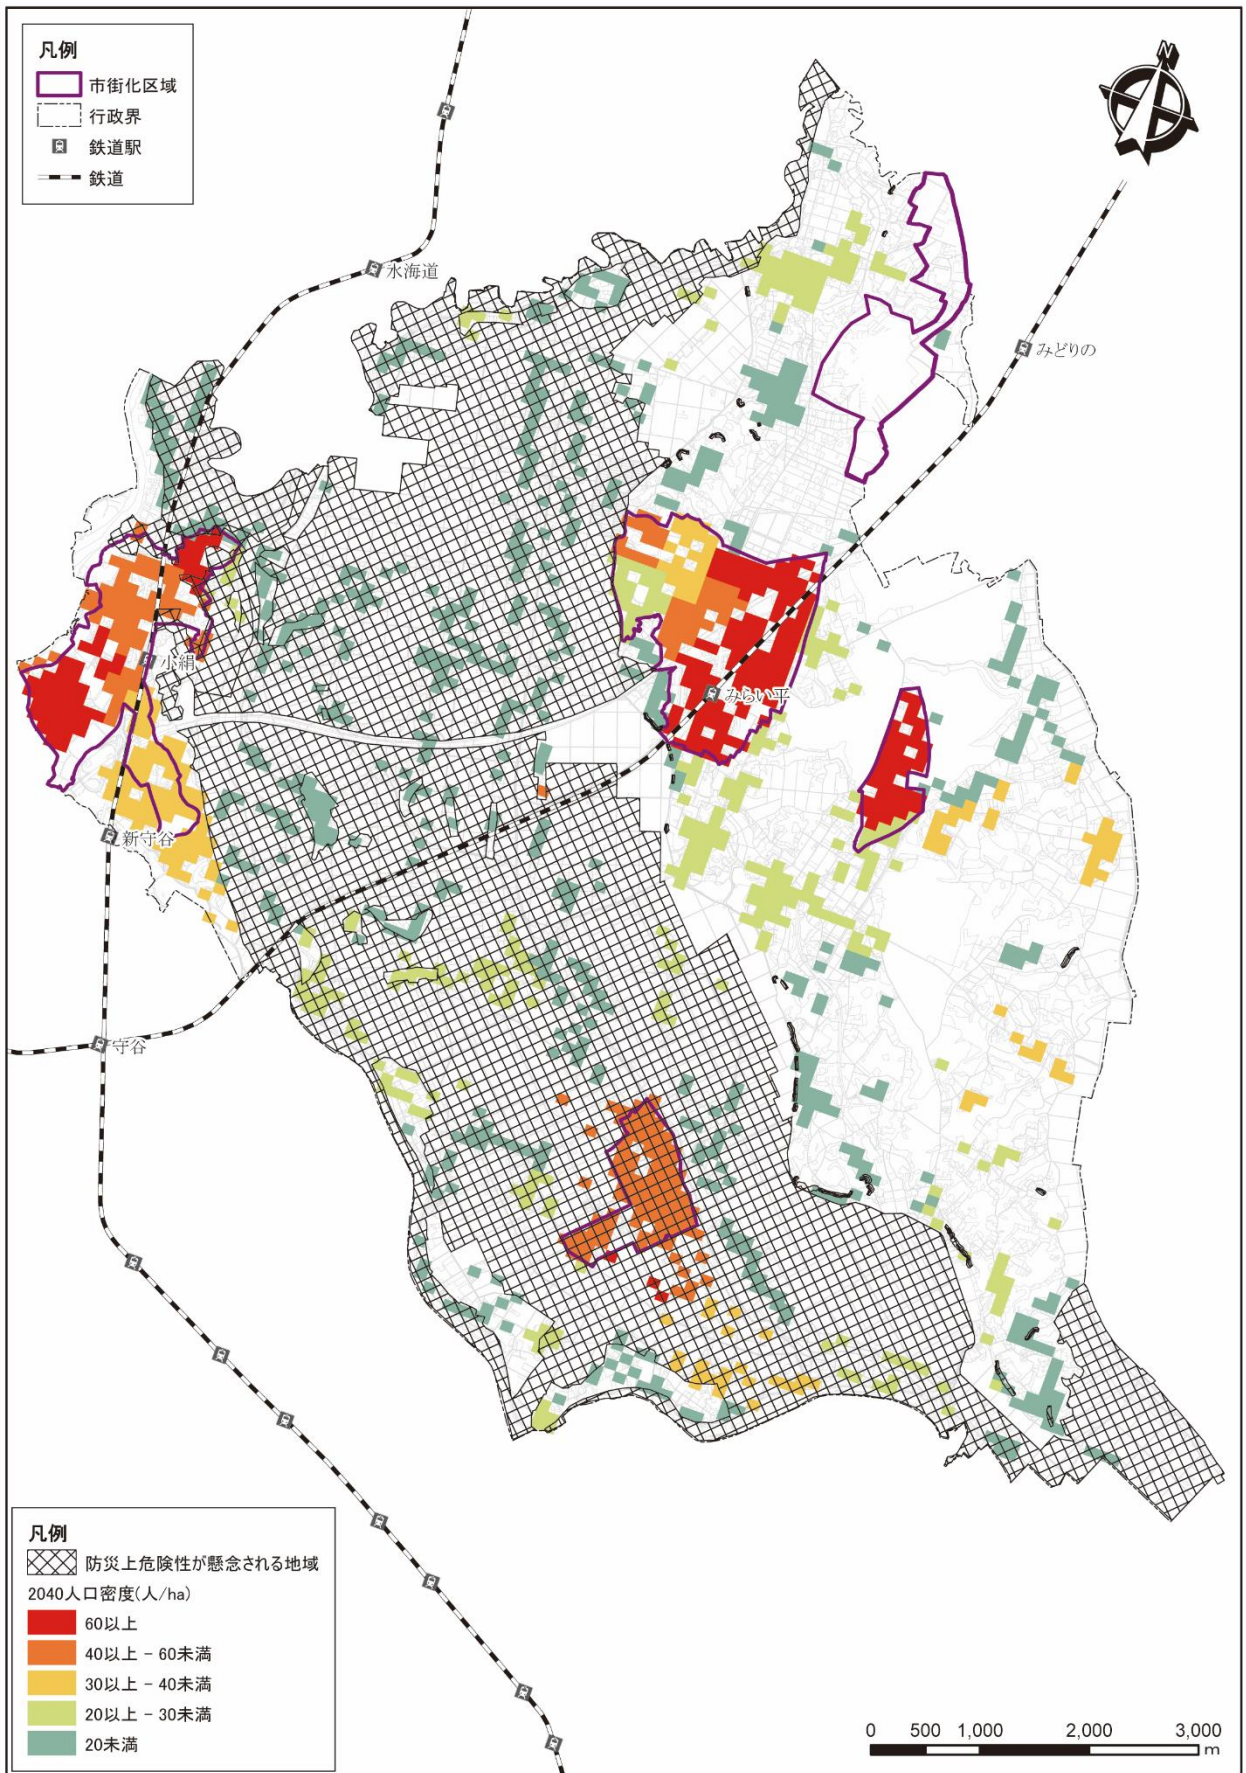 凡例
市街化区域
行政界
鉄道駅
鉄道
N
水海道
みどりの
小絹
みらい平
新守谷
守谷
凡例
防災上危険性が懸念される地域
2040人口密度(人/ha)
60以上
40以上 - 60未満
30以上 - 40未満
20以上 - 30未満
20未満
0 500 1,000 2,000 3,000
m